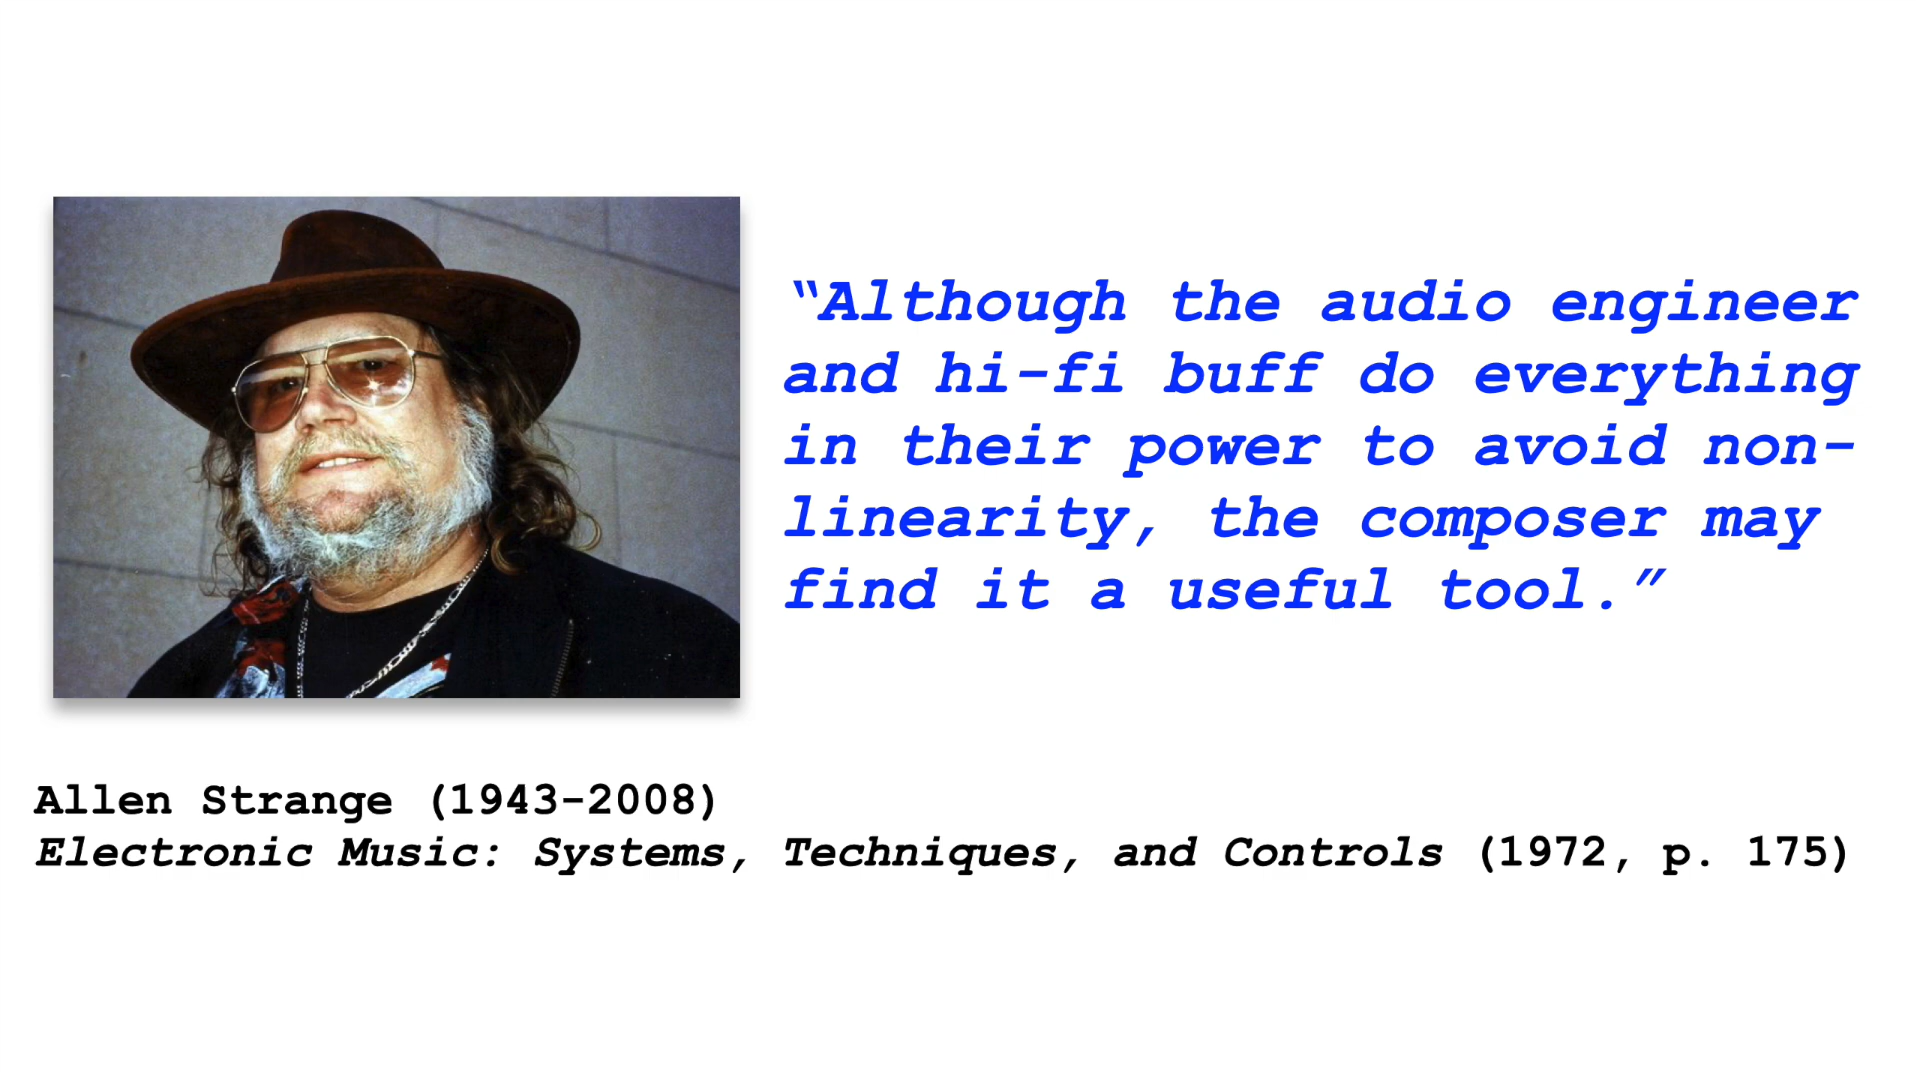 “Although the audio engineer
and hi-fi buff do everything
in their power to avoid non-
linearity, the composer may
find it a useful tool.”
Allen Strange (1943-2008)
Electronic Music: Systems, Techniques, and Controls (1972, p. 175)